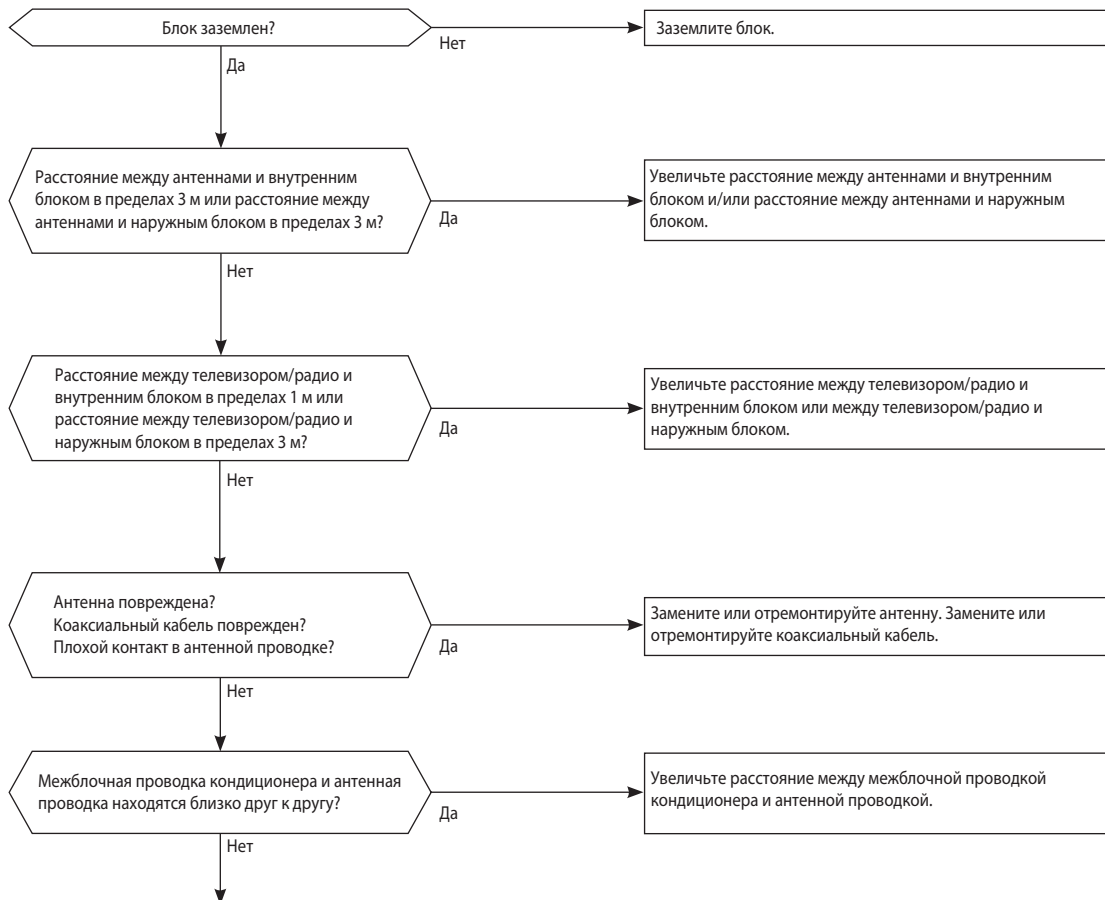 Блок заземлен?
Нет
Заземлите блок.
Да
Расстояние между антеннами и внутренним
блоком в пределах 3 м или расстояние между
антеннами и наружным блоком в пределах 3 м?
Да
Увеличьте расстояние между антеннами и внутренним
блоком и/или расстояние между антеннами и наружным
блоком.
Нет
Расстояние между телевизором/радио и
внутренним блоком в пределах 1 м или
расстояние между телевизором/радио и
наружным блоком в пределах 3 м?
Да
Увеличьте расстояние между телевизором/радио и
внутренним блоком или между телевизором/радио и
наружным блоком.
Нет
Антенна повреждена?
Коаксиальный кабель поврежден?
Плохой контакт в антенной проводке?
Да
Замените или отремонтируйте антенну. Замените или
отремонтируйте коаксиальный кабель.
Нет
Межблочная проводка кондиционера и антенная
проводка находятся близко друг к другу?
Да
Увеличьте расстояние между межблочной проводкой
кондиционера и антенной проводкой.
Нет